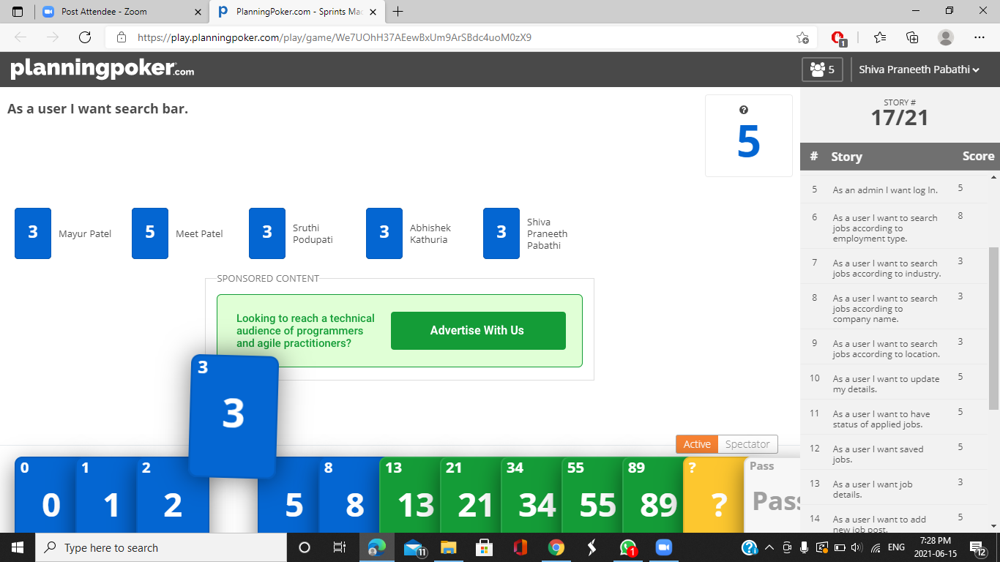 Post Attendee - Zoom
PlanningPoker.com - Sprints Mac
https://play.planningpoker.com/play/game/We7UOhH37AEewBxUm9ArSBdc4uoM0zX9
1
planningpoker.com
5
Shiva Praneeth Pabathi
As a user I want search bar.
?
5
STORY #
17/21
# Story Score
5 As an admin I want log In. 5
6 As a user I want to search 8
jobs according to
employment type.
7 As a user I want to search 3
jobs according to industry.
8 As a user I want to search 3
jobs according to
company name.
9 As a user I want to search 3
jobs according to location.
10 As a user I want to update 5
my details.
11 As a user I want to have 5
status of applied jobs.
12 As a user I want saved 5
jobs.
13 As a user I want job 3
details.
14 As a user I want to add 5
new job post.
3 Mayur Patel
5 Meet Patel
3 Sruthi
Podupati
3 Abhishek
Kathuria
3 Shiva
Praneeth
Pabathi
SPONSORED CONTENT
Looking to reach a technical
audience of programmers
and agile practitioners?
Advertise With Us
3
3
Active Spectator
0
0
1
1
2
2
5
8
8
13
13
21
21
34
34
55
55
89
89
?
?
Pass
Pass
Type here to search
11
1
ENG
7:28 PM
2021-06-15
12